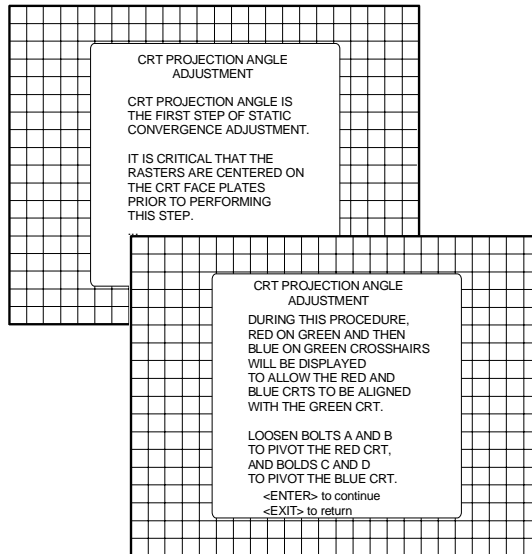 CRT PROJECTION ANGLE
ADJUSTMENT
CRT PROJECTION ANGLE IS
THE FIRST STEP OF STATIC
CONVERGENCE ADJUSTMENT.
IT IS CRITICAL THAT THE
RASTERS ARE CENTERED ON
THE CRT FACE PLATES
PRIOR TO PERFORMING
THIS STEP.
...
CRT PROJECTION ANGLE
ADJUSTMENT
DURING THIS PROCEDURE,
RED ON GREEN AND THEN
BLUE ON GREEN CROSSHAIRS
WILL BE DISPLAYED
TO ALLOW THE RED AND
BLUE CRTS TO BE ALIGNED
WITH THE GREEN CRT.
LOOSEN BOLTS A AND B
TO PIVOT THE RED CRT,
AND BOLDS C AND D
TO PIVOT THE BLUE CRT.
<ENTER> to continue
<EXIT> to return